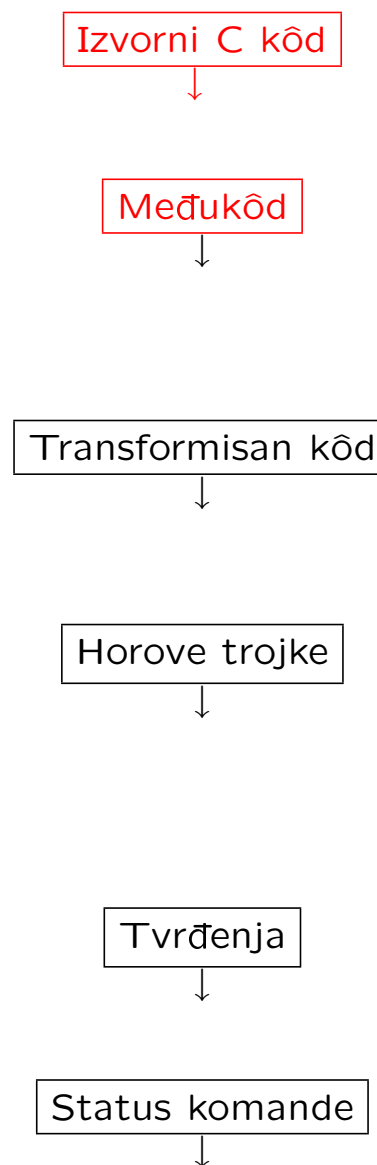 Izvorni C kôd
Međukôd
Transformisan kôd
Horove trojke
Tvrđenja
Status komande